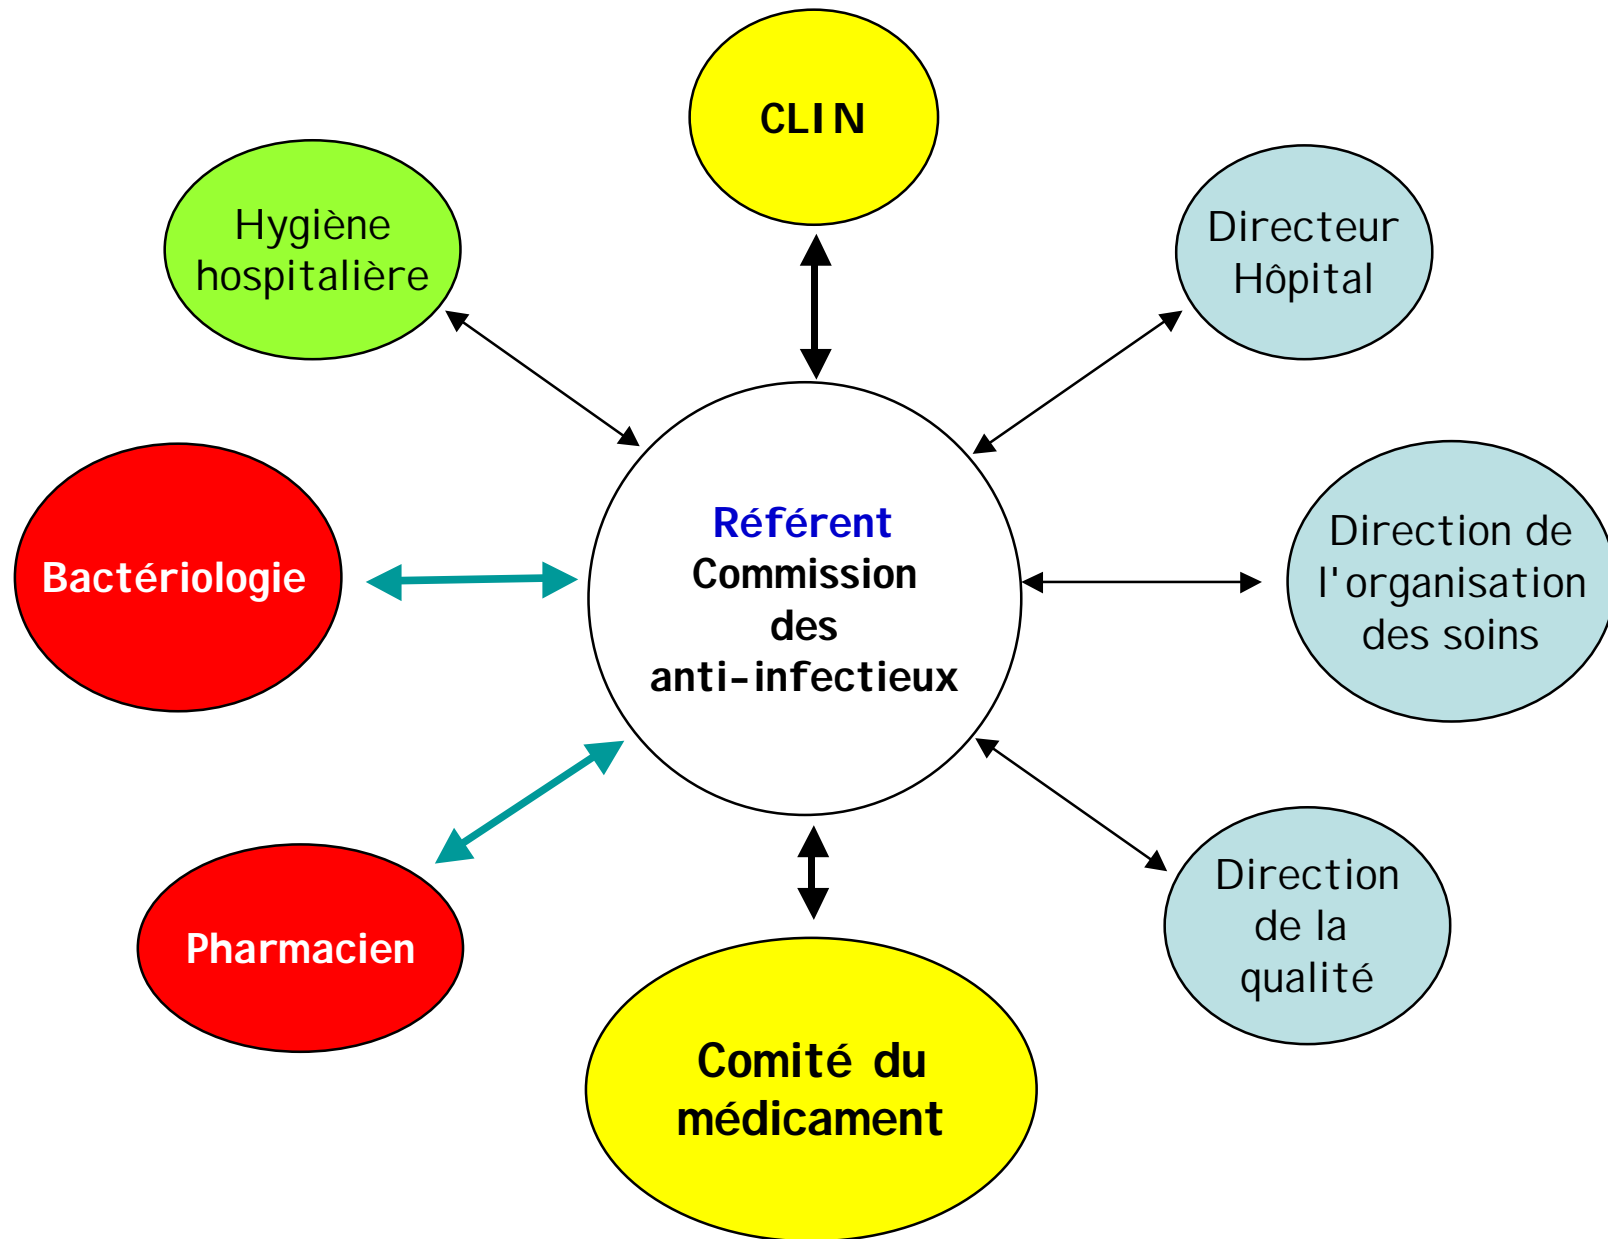 CLIN
Hygiène
hospitalière
Directeur
Hôpital
Bactériologie
Référent
Commission
des
anti-infectieux
Direction de
l'organisation
des soins
Pharmacien
Direction
de la
qualité
Comité du
médicament